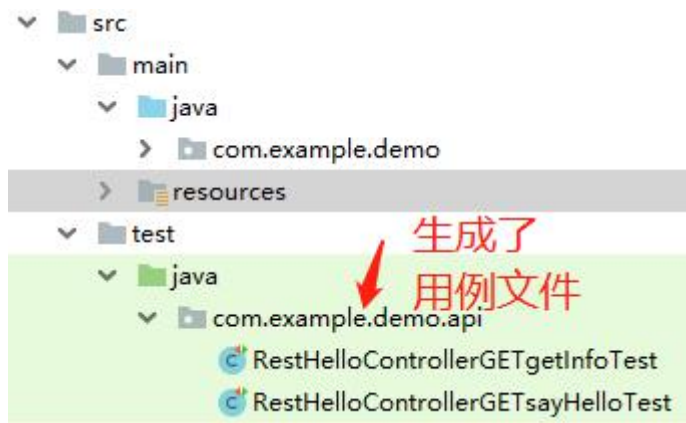 src
main
java
com.example.demo
resources
test
生成了
java
用例文件
com.example.demo.api
RestHelloControllerGETgetInfoTest
RestHelloControllerGETsayHelloTest